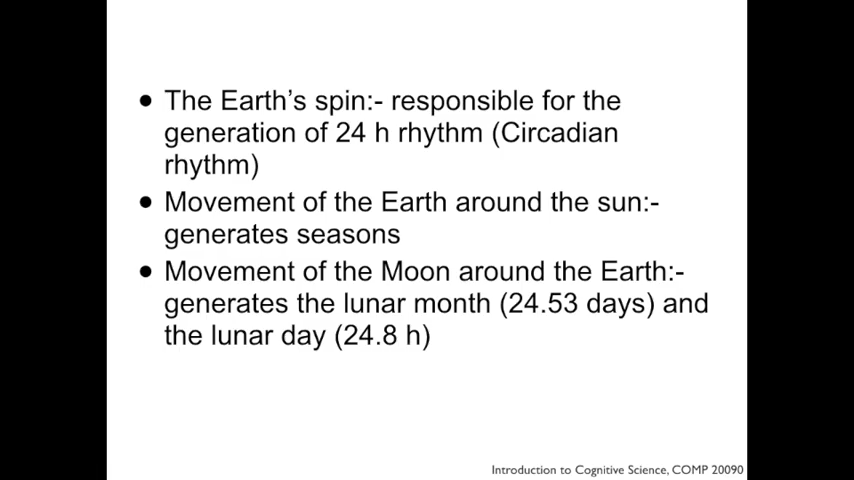 • The Earth's spin:- responsible for the
generation of 24 h rhythm (Circadian
rhythm)
• Movement of the Earth around the sun:-
generates seasons
• Movement of the Moon around the Earth:-
generates the lunar month (24.53 days) and
the lunar day (24.8 h)
Introduction to Cognitive Science, COMP 20090